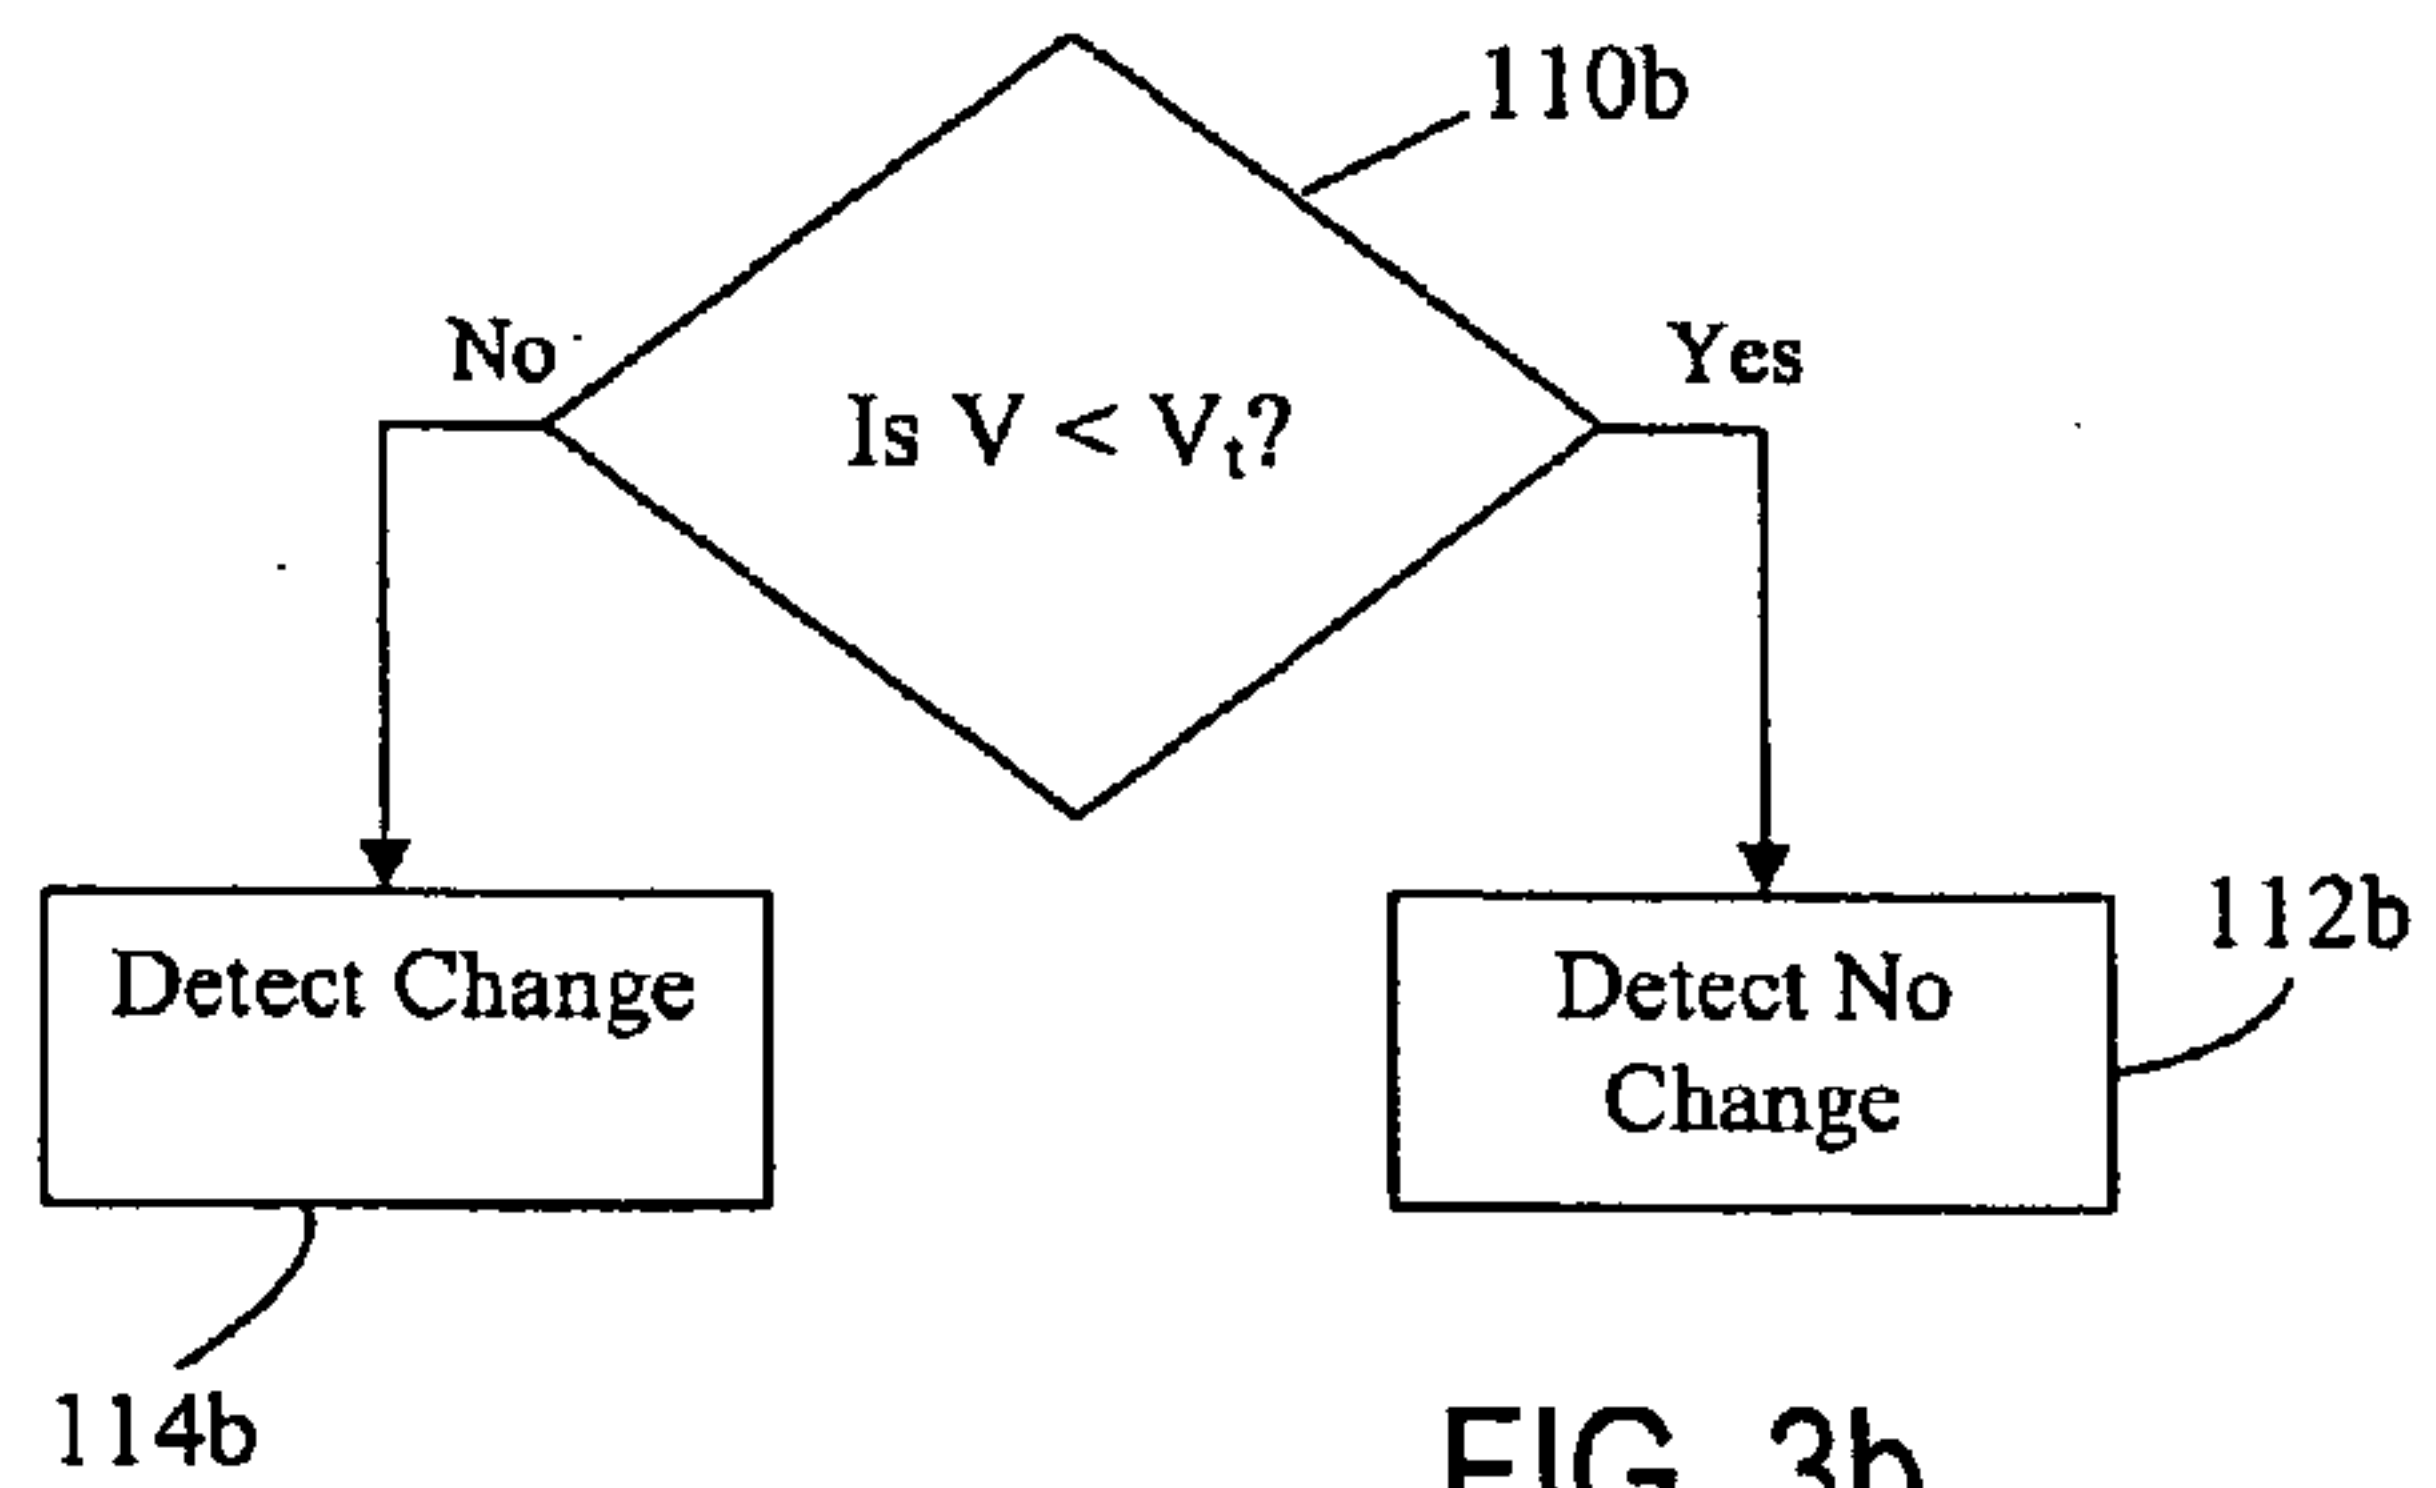 110b
No
Yes
Is V < Vt?
Detect Change
Detect No
Change
112b
114b
FIG. 3b